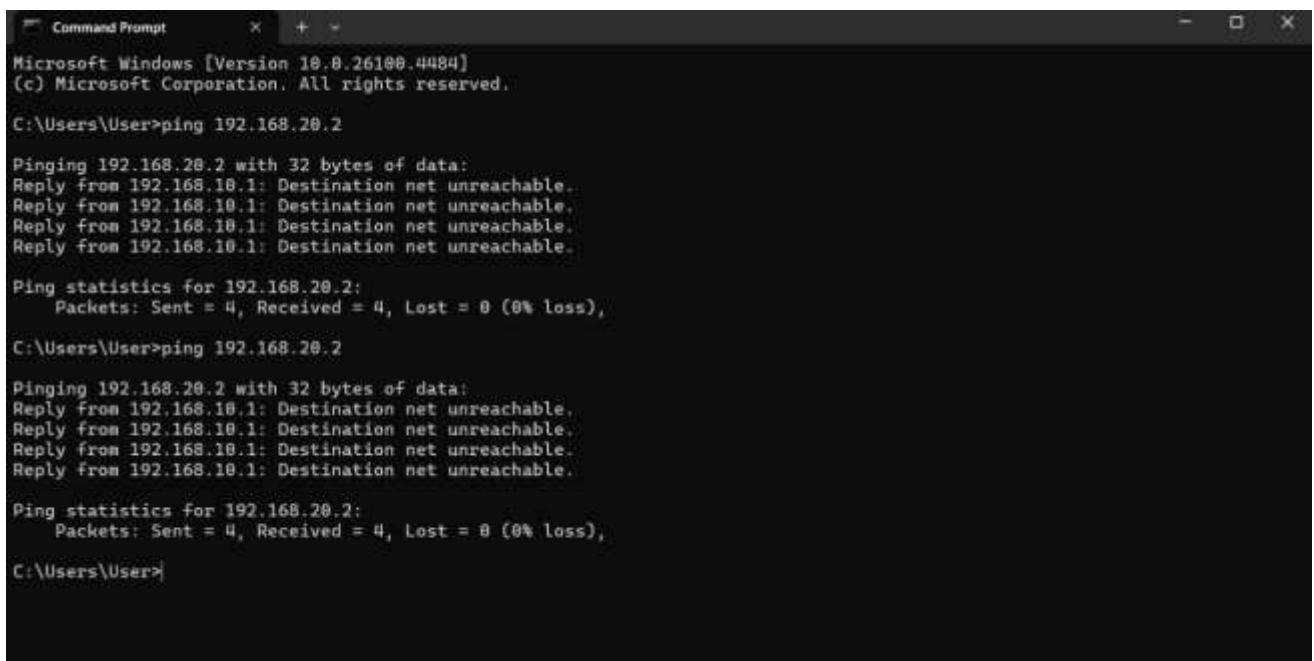 Command Prompt
Microsoft Windows [Version 10.0.26100.4484]
(c) Microsoft Corporation. All rights reserved.
C:\Users\User>ping 192.168.20.2
Pinging 192.168.20.2 with 32 bytes of data:
Reply from 192.168.10.1: Destination net unreachable.
Reply from 192.168.10.1: Destination net unreachable.
Reply from 192.168.10.1: Destination net unreachable.
Reply from 192.168.10.1: Destination net unreachable.
Ping statistics for 192.168.20.2:
Packets: Sent = 4, Received = 4, Lost = 0 (0% loss),
C:\Users\User>ping 192.168.20.2
Pinging 192.168.20.2 with 32 bytes of data:
Reply from 192.168.10.1: Destination net unreachable.
Reply from 192.168.10.1: Destination net unreachable.
Reply from 192.168.10.1: Destination net unreachable.
Reply from 192.168.10.1: Destination net unreachable.
Ping statistics for 192.168.20.2:
Packets: Sent = 4, Received = 4, Lost = 0 (0% loss),
C:\Users\User>